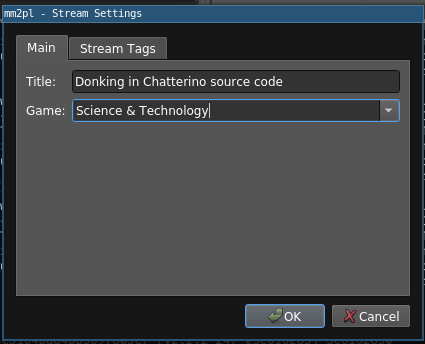 mm2pl - Stream Settings
Main
Stream Tags
Title: Donking in Chatterino source code
Game: Science & Technology
OK
Cancel